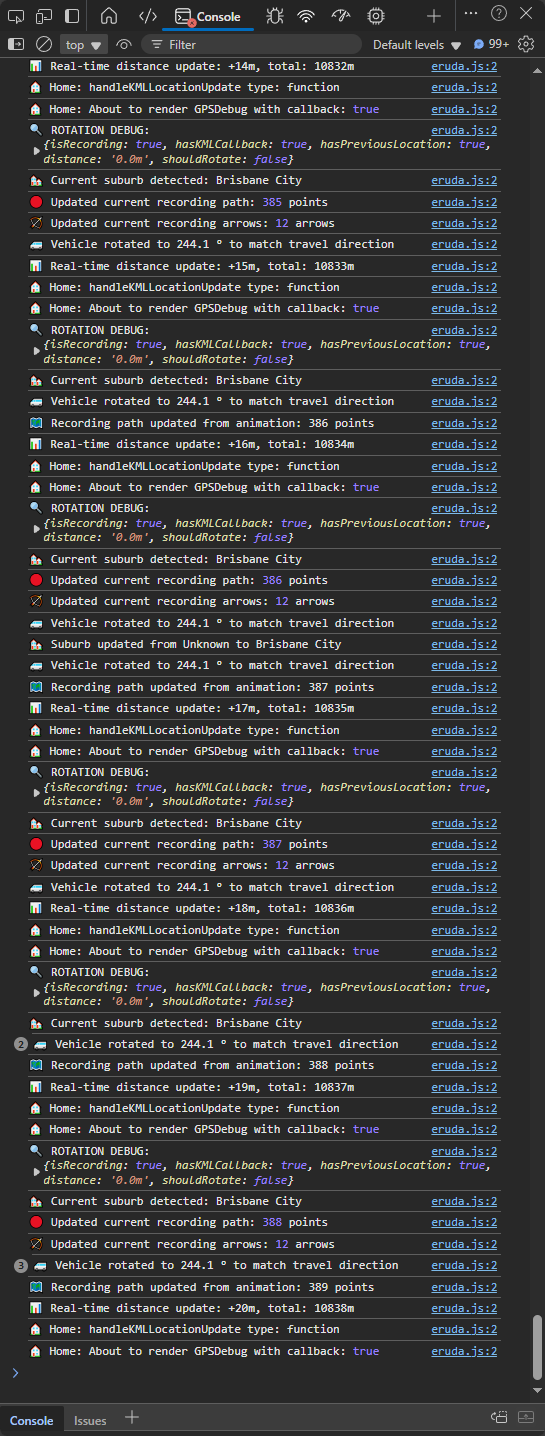 Console
top
Filter
Default levels
99+
Real-time distance update: +14m, total: 10832m eruda.js:2
Home: handleKMLLocationUpdate type: function eruda.js:2
Home: About to render GPSDebug with callback: true eruda.js:2
ROTATION DEBUG: eruda.js:2
{isRecording: true, hasKMLCallback: true, hasPreviousLocation: true,
distance: '0.0m', shouldRotate: false}
Current suburb detected: Brisbane City eruda.js:2
Updated current recording path: 385 points eruda.js:2
Updated current recording arrows: 12 arrows eruda.js:2
Vehicle rotated to 244.1 ° to match travel direction eruda.js:2
Real-time distance update: +15m, total: 10833m eruda.js:2
Home: handleKMLLocationUpdate type: function eruda.js:2
Home: About to render GPSDebug with callback: true eruda.js:2
ROTATION DEBUG: eruda.js:2
{isRecording: true, hasKMLCallback: true, hasPreviousLocation: true,
distance: '0.0m', shouldRotate: false}
Current suburb detected: Brisbane City eruda.js:2
Vehicle rotated to 244.1 ° to match travel direction eruda.js:2
Recording path updated from animation: 386 points eruda.js:2
Real-time distance update: +16m, total: 10834m eruda.js:2
Home: handleKMLLocationUpdate type: function eruda.js:2
Home: About to render GPSDebug with callback: true eruda.js:2
ROTATION DEBUG: eruda.js:2
{isRecording: true, hasKMLCallback: true, hasPreviousLocation: true,
distance: '0.0m', shouldRotate: false}
Current suburb detected: Brisbane City eruda.js:2
Updated current recording path: 386 points eruda.js:2
Updated current recording arrows: 12 arrows eruda.js:2
Vehicle rotated to 244.1 ° to match travel direction eruda.js:2
Suburb updated from Unknown to Brisbane City eruda.js:2
Vehicle rotated to 244.1 ° to match travel direction eruda.js:2
Recording path updated from animation: 387 points eruda.js:2
Real-time distance update: +17m, total: 10835m eruda.js:2
Home: handleKMLLocationUpdate type: function eruda.js:2
Home: About to render GPSDebug with callback: true eruda.js:2
ROTATION DEBUG: eruda.js:2
{isRecording: true, hasKMLCallback: true, hasPreviousLocation: true,
distance: '0.0m', shouldRotate: false}
Current suburb detected: Brisbane City eruda.js:2
Updated current recording path: 387 points eruda.js:2
Updated current recording arrows: 12 arrows eruda.js:2
Vehicle rotated to 244.1 ° to match travel direction eruda.js:2
Real-time distance update: +18m, total: 10836m eruda.js:2
Home: handleKMLLocationUpdate type: function eruda.js:2
Home: About to render GPSDebug with callback: true eruda.js:2
ROTATION DEBUG: eruda.js:2
{isRecording: true, hasKMLCallback: true, hasPreviousLocation: true,
distance: '0.0m', shouldRotate: false}
Current suburb detected: Brisbane City eruda.js:2
2 Vehicle rotated to 244.1 ° to match travel direction eruda.js:2
Recording path updated from animation: 388 points eruda.js:2
Real-time distance update: +19m, total: 10837m eruda.js:2
Home: handleKMLLocationUpdate type: function eruda.js:2
Home: About to render GPSDebug with callback: true eruda.js:2
ROTATION DEBUG: eruda.js:2
{isRecording: true, hasKMLCallback: true, hasPreviousLocation: true,
distance: '0.0m', shouldRotate: false}
Current suburb detected: Brisbane City eruda.js:2
Updated current recording path: 388 points eruda.js:2
Updated current recording arrows: 12 arrows eruda.js:2
3 Vehicle rotated to 244.1 ° to match travel direction eruda.js:2
Recording path updated from animation: 389 points eruda.js:2
Real-time distance update: +20m, total: 10838m eruda.js:2
Home: handleKMLLocationUpdate type: function eruda.js:2
Home: About to render GPSDebug with callback: true eruda.js:2
Console Issues